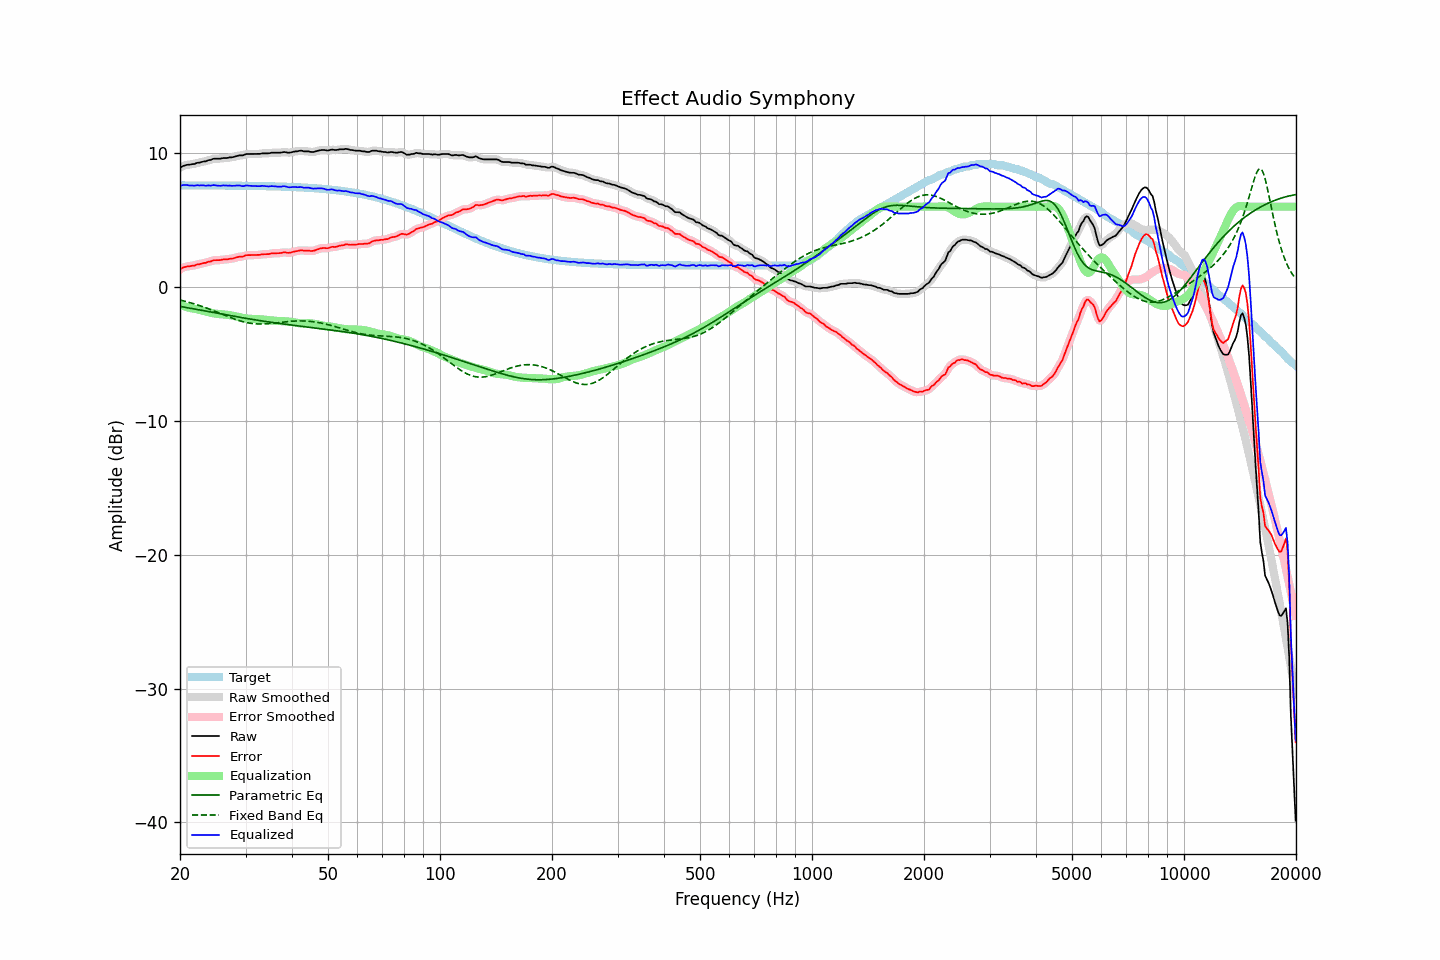 Effect Audio Symphony
Amplitude (dBr)
10
0
−10
−20
−30
−40
Target
Raw Smoothed
Error Smoothed
Raw
Error
Equalization
Parametric Eq
Fixed Band Eq
Equalized
20 50 100 200 500 1000 2000 5000 10000 20000
Frequency (Hz)